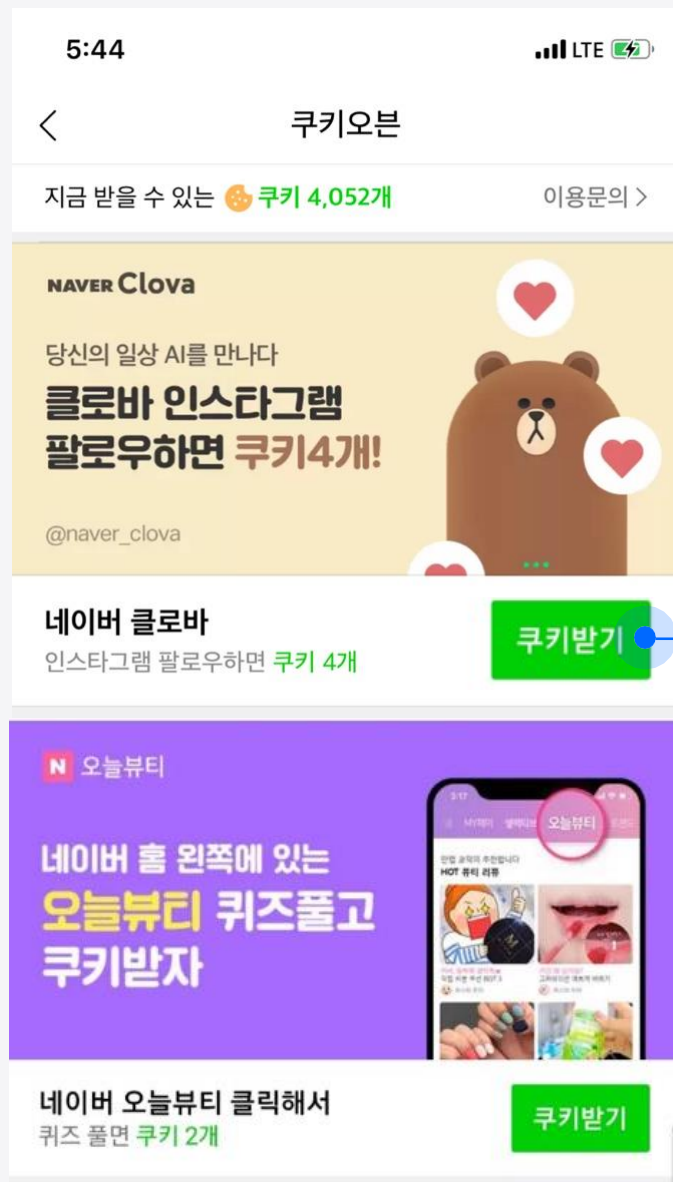 5:44
LTE
쿠키오븐
지금 받을 수 있는 쿠키 4,052개
이용문의 >
NAVER Clova
당신의 일상 AI를 만나다
클로바 인스타그램
팔로우하면 쿠키4개!
@naver_clova
네이버 클로바
인스타그램 팔로우하면 쿠키 4개
쿠키받기
N 오늘뷰티
네이버 홈 왼쪽에 있는
오늘뷰티 퀴즈풀고
쿠키받자
5:17
MY페이
오늘뷰티
HOT 뷰티 리뷰
네이버 오늘뷰티 클릭해서
퀴즈 풀면 쿠키 2개
쿠키받기